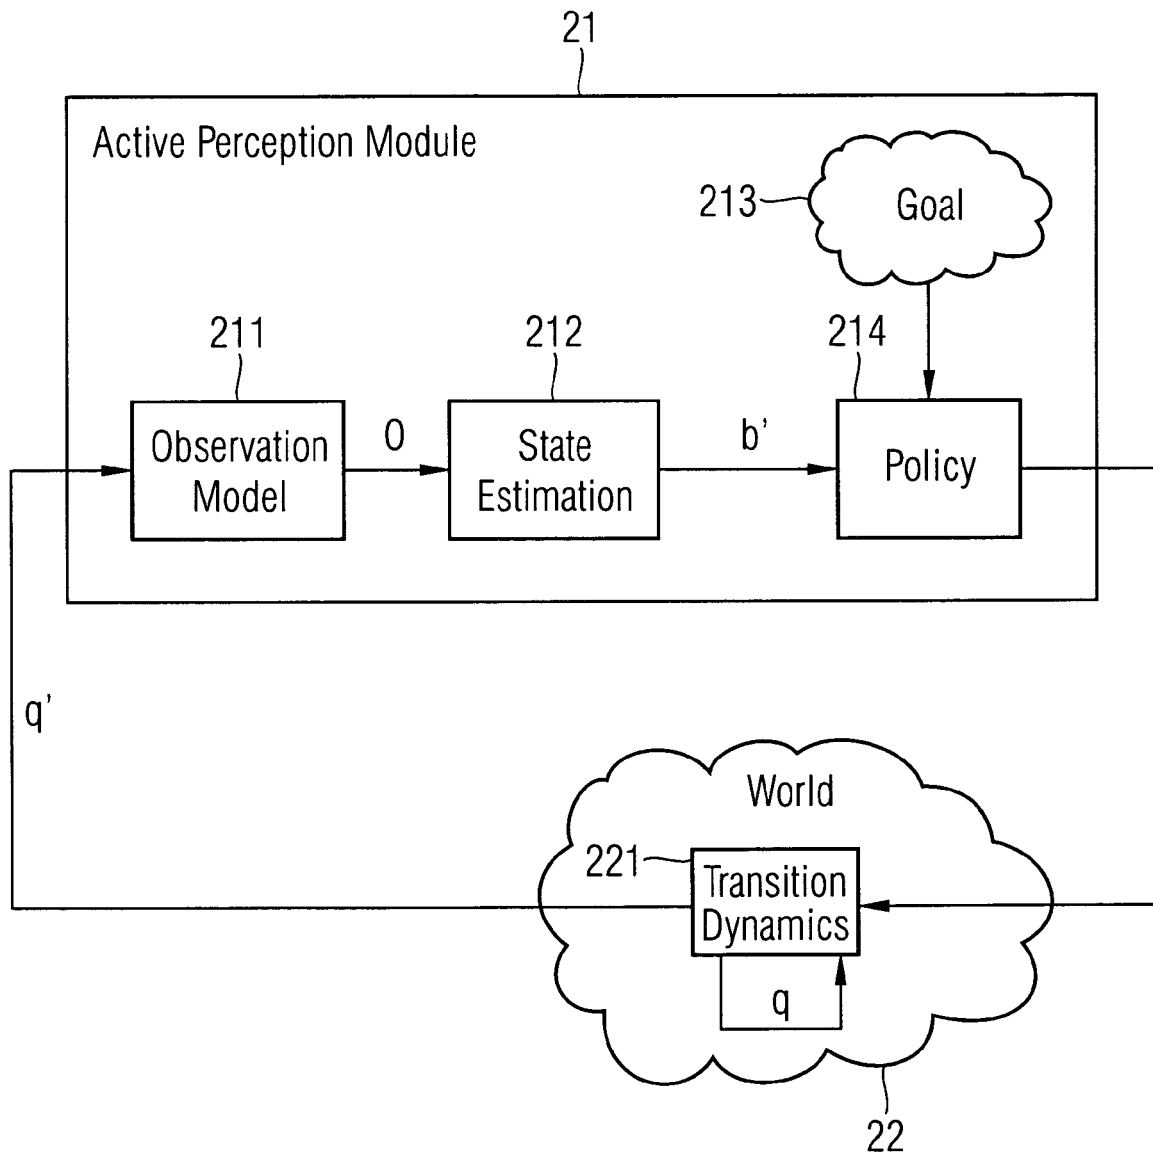 21
Active Perception Module
213
Goal
211
212
214
Observation
Model
O
State
Estimation
b'
Policy
q'
World
221
Transition
Dynamics
q
22